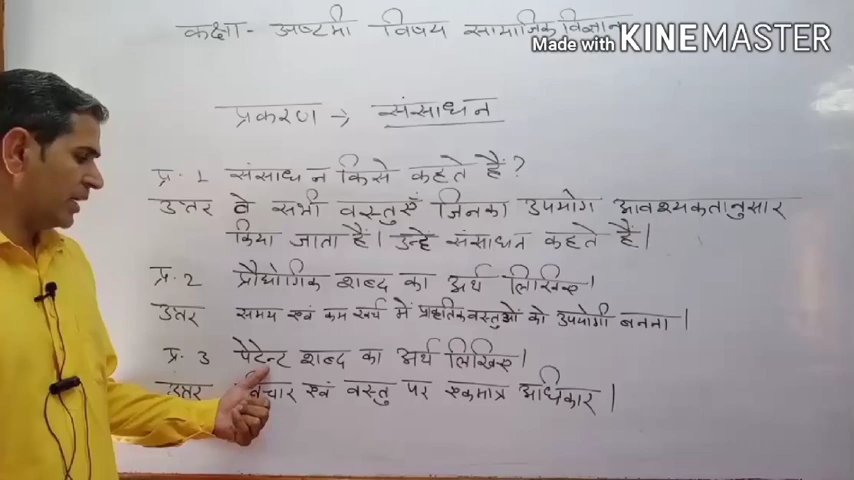 कक्षा - अष्टमी विषय सामाजिक विज्ञान
Made with KINEMASTER
प्रकरण → संसाधन
प्र. 1 संसाधन किसे कहते हैं?
उत्तर वे सभी वस्तुएँ जिनका उपयोग आवश्यकतानुसार
किया जाता है। उन्हें संसाधन कहते हैं।
प्र. 2 प्रौद्योगिक शब्द का अर्थ लिखिए।
उत्तर समय एवं कम खर्च में प्राकृतिक वस्तुओं को उपयोगी बनना।
प्र. 3 पेटेन्ट शब्द का अर्थ लिखिए।
उत्तर विचार एवं वस्तु पर एकमात्र अधिकार।